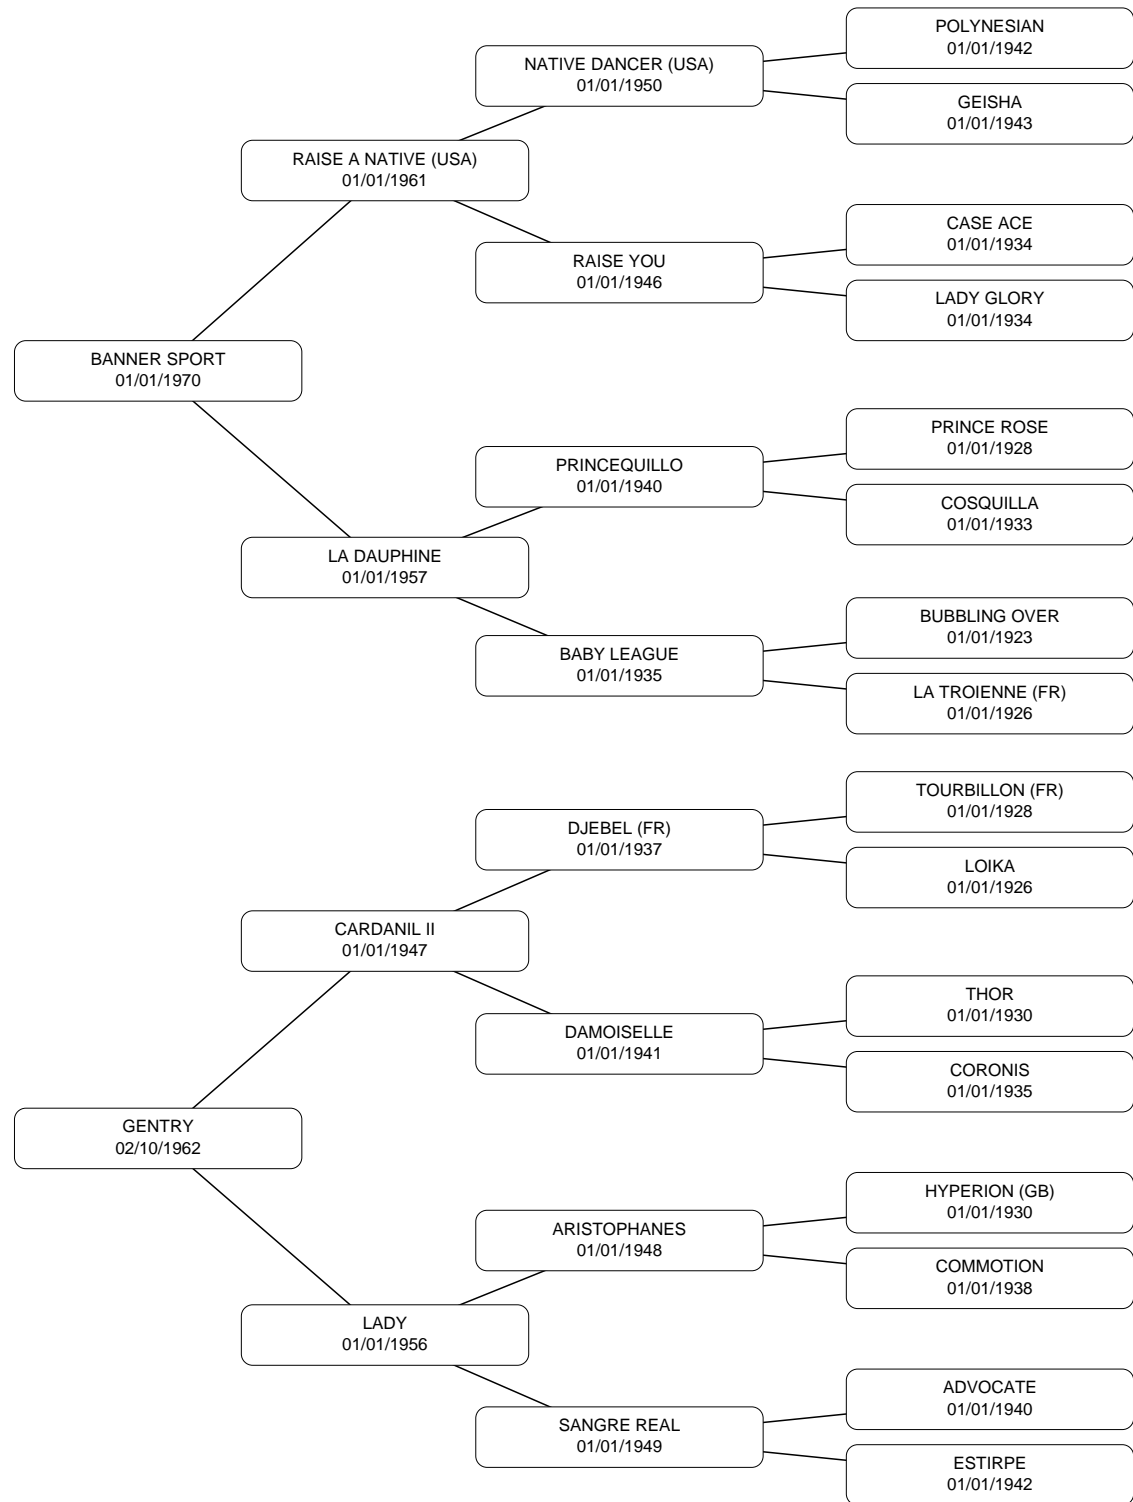 POLYNESIAN
01/01/1942
NATIVE DANCER (USA)
01/01/1950
GEISHA
01/01/1943
RAISE A NATIVE (USA)
01/01/1961
CASE ACE
01/01/1934
RAISE YOU
01/01/1946
LADY GLORY
01/01/1934
BANNER SPORT
01/01/1970
PRINCE ROSE
01/01/1928
PRINCEQUILLO
01/01/1940
COSQUILLA
01/01/1933
LA DAUPHINE
01/01/1957
BUBBLING OVER
01/01/1923
BABY LEAGUE
01/01/1935
LA TROIENNE (FR)
01/01/1926
TOURBILLON (FR)
01/01/1928
DJEBEL (FR)
01/01/1937
LOIKA
01/01/1926
CARDANIL II
01/01/1947
THOR
01/01/1930
DAMOISELLE
01/01/1941
CORONIS
01/01/1935
GENTRY
02/10/1962
HYPERION (GB)
01/01/1930
ARISTOPHANES
01/01/1948
COMMOTION
01/01/1938
LADY
01/01/1956
ADVOCATE
01/01/1940
SANGRE REAL
01/01/1949
ESTIRPE
01/01/1942